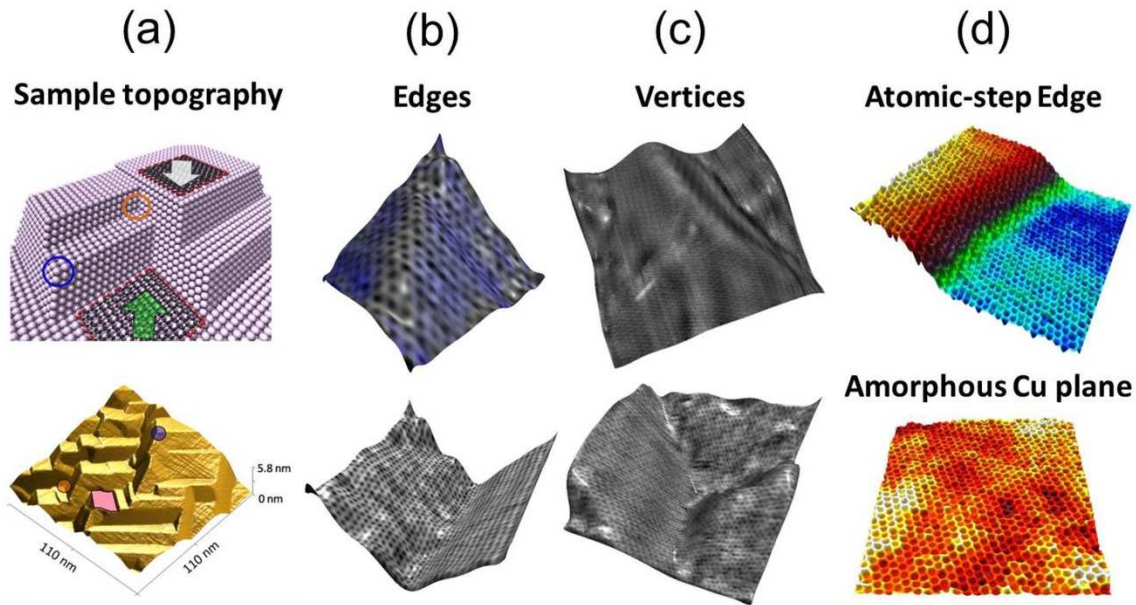 (a)
(b)
(c)
(d)
Sample topography
Edges
Vertices
Atomic-step Edge
Amorphous Cu plane
5.8 nm
0 nm
110 nm
110 nm